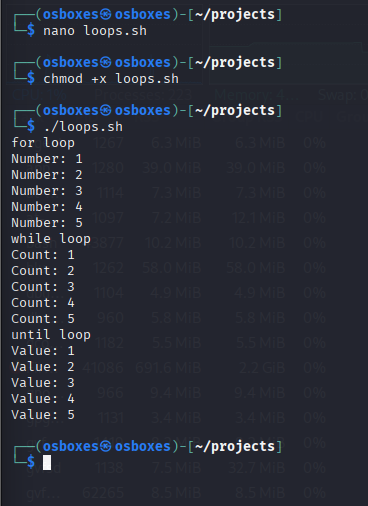 ┌──(osboxes㉿osboxes)-[~/projects]
└─$ nano loops.sh
┌──(osboxes㉿osboxes)-[~/projects]
└─$ chmod +x loops.sh
┌──(osboxes㉿osboxes)-[~/projects]
└─$ ./loops.sh
for loop
Number: 1
Number: 2
Number: 3
Number: 4
Number: 5
while loop
Count: 1
Count: 2
Count: 3
Count: 4
Count: 5
until loop
Value: 1
Value: 2
Value: 3
Value: 4
Value: 5
┌──(osboxes㉿osboxes)-[~/projects]
└─$